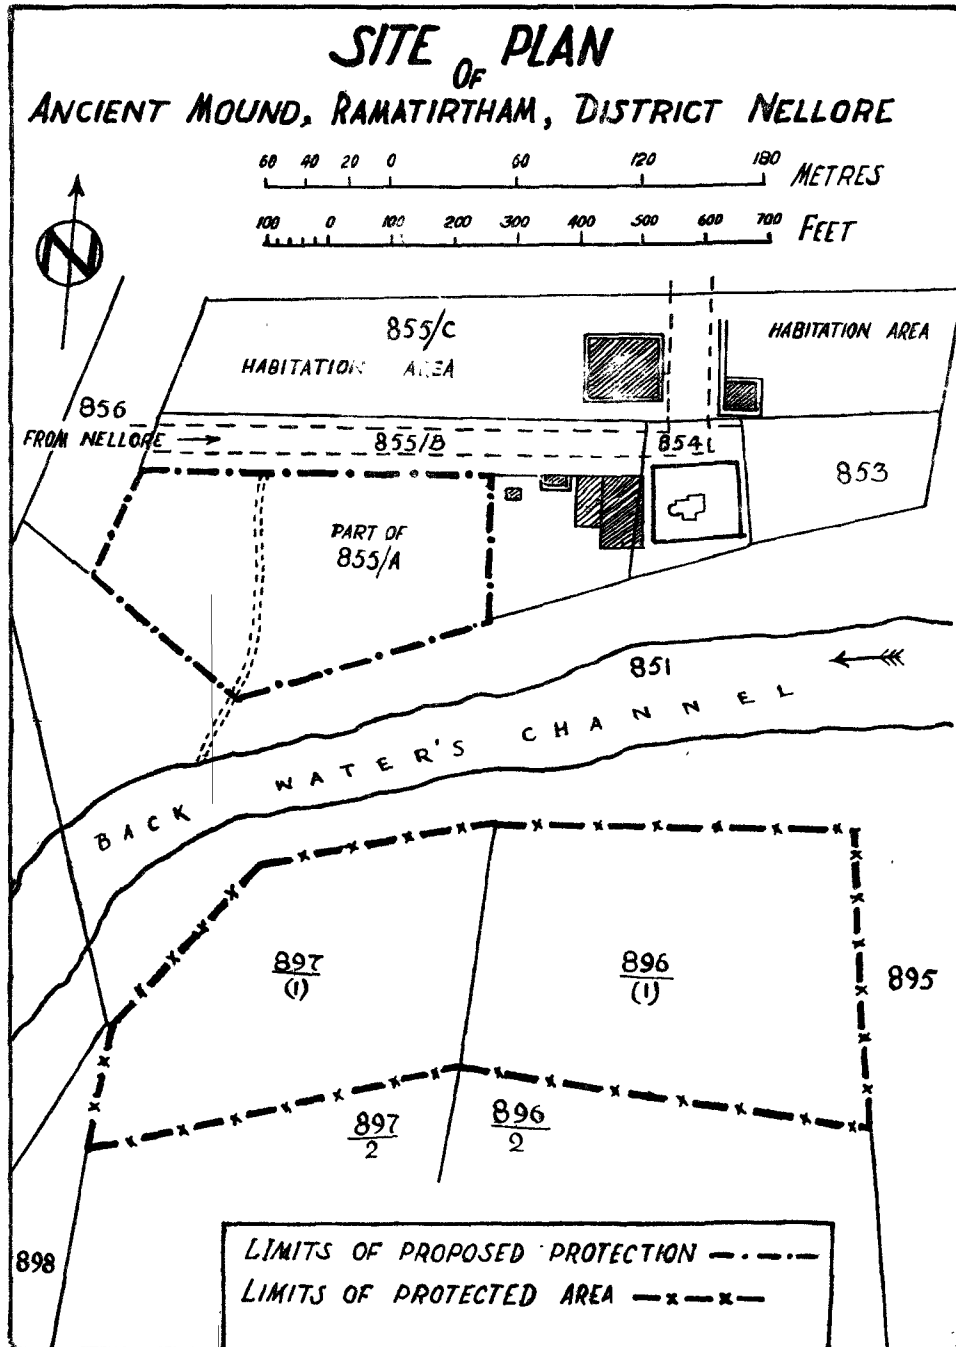 SITE OF PLAN
ANCIENT MOUND, RAMATIRTHAM, DISTRICT NELLORE
60 40 20 0 60 120 180 METRES
100 0 100 200 300 400 500 600 700 FEET
N
855/C
HABITATION AREA
HABITATION AREA
856
FROM NELLORE
855/B
854
853
PART OF
855/A
851
BACK WATER'S CHANNEL
897
(1)
896
(1)
895
897
2
896
2
898
LIMITS OF PROPOSED PROTECTION
LIMITS OF PROTECTED AREA